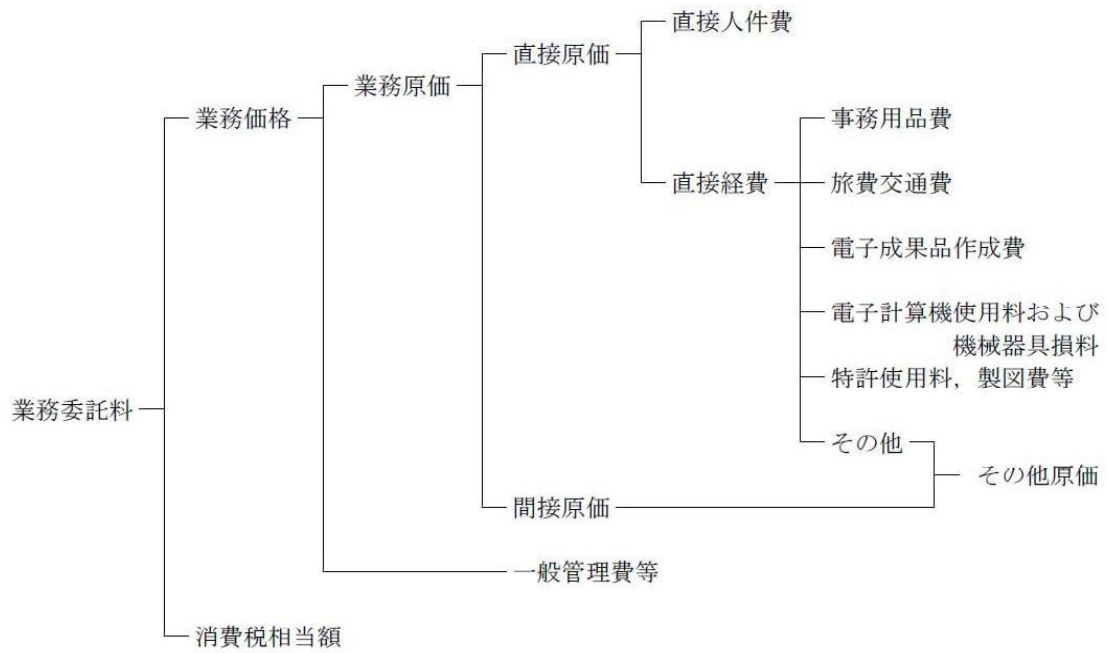 直接人件費
直接原価
業務原価
業務価格
事務用品費
直接経費
旅費交通費
電子成果品作成費
電子計算機使用料および
機械器具損料
特許使用料，製図費等
業務委託料
その他
その他原価
間接原価
一般管理費等
消費税相当額